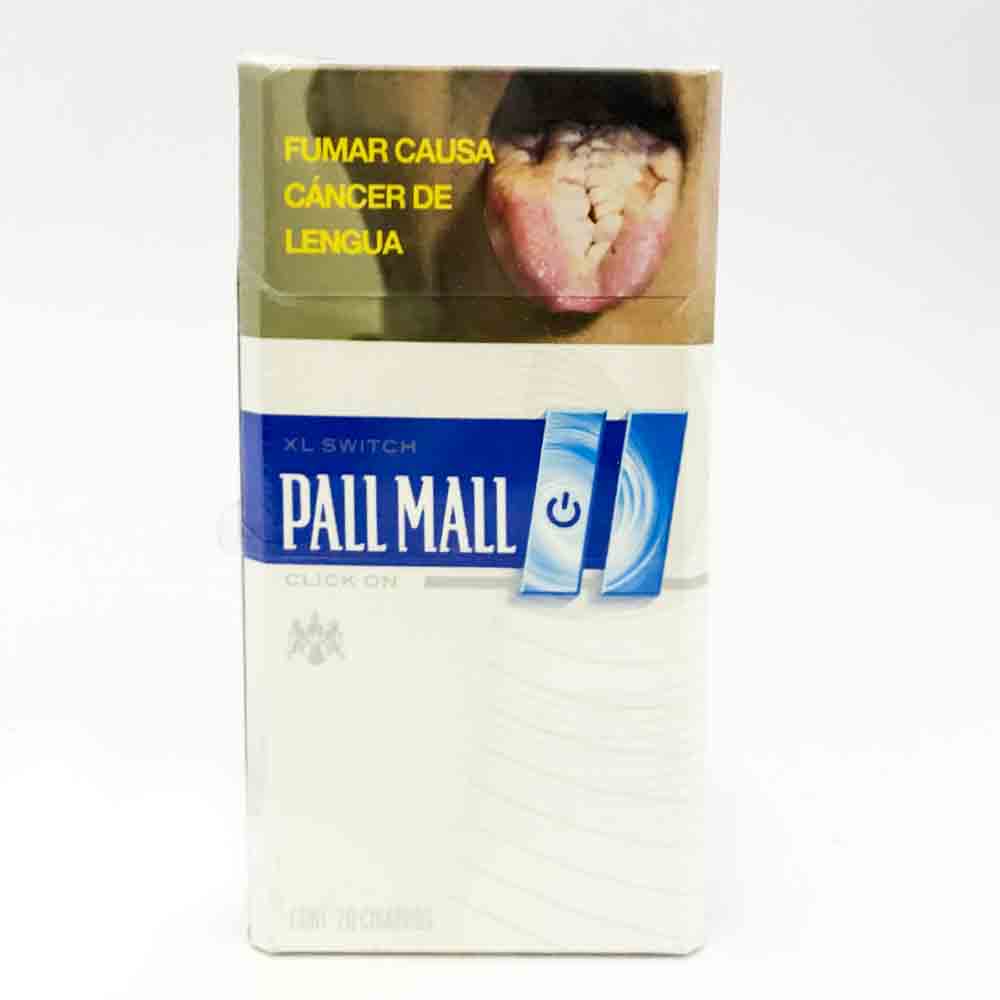 FUMAR CAUSA
CÁNCER DE
LENGUA
XL SWITCH
PALL MALL
CLICK ON
CONT. 20 CIGARROS